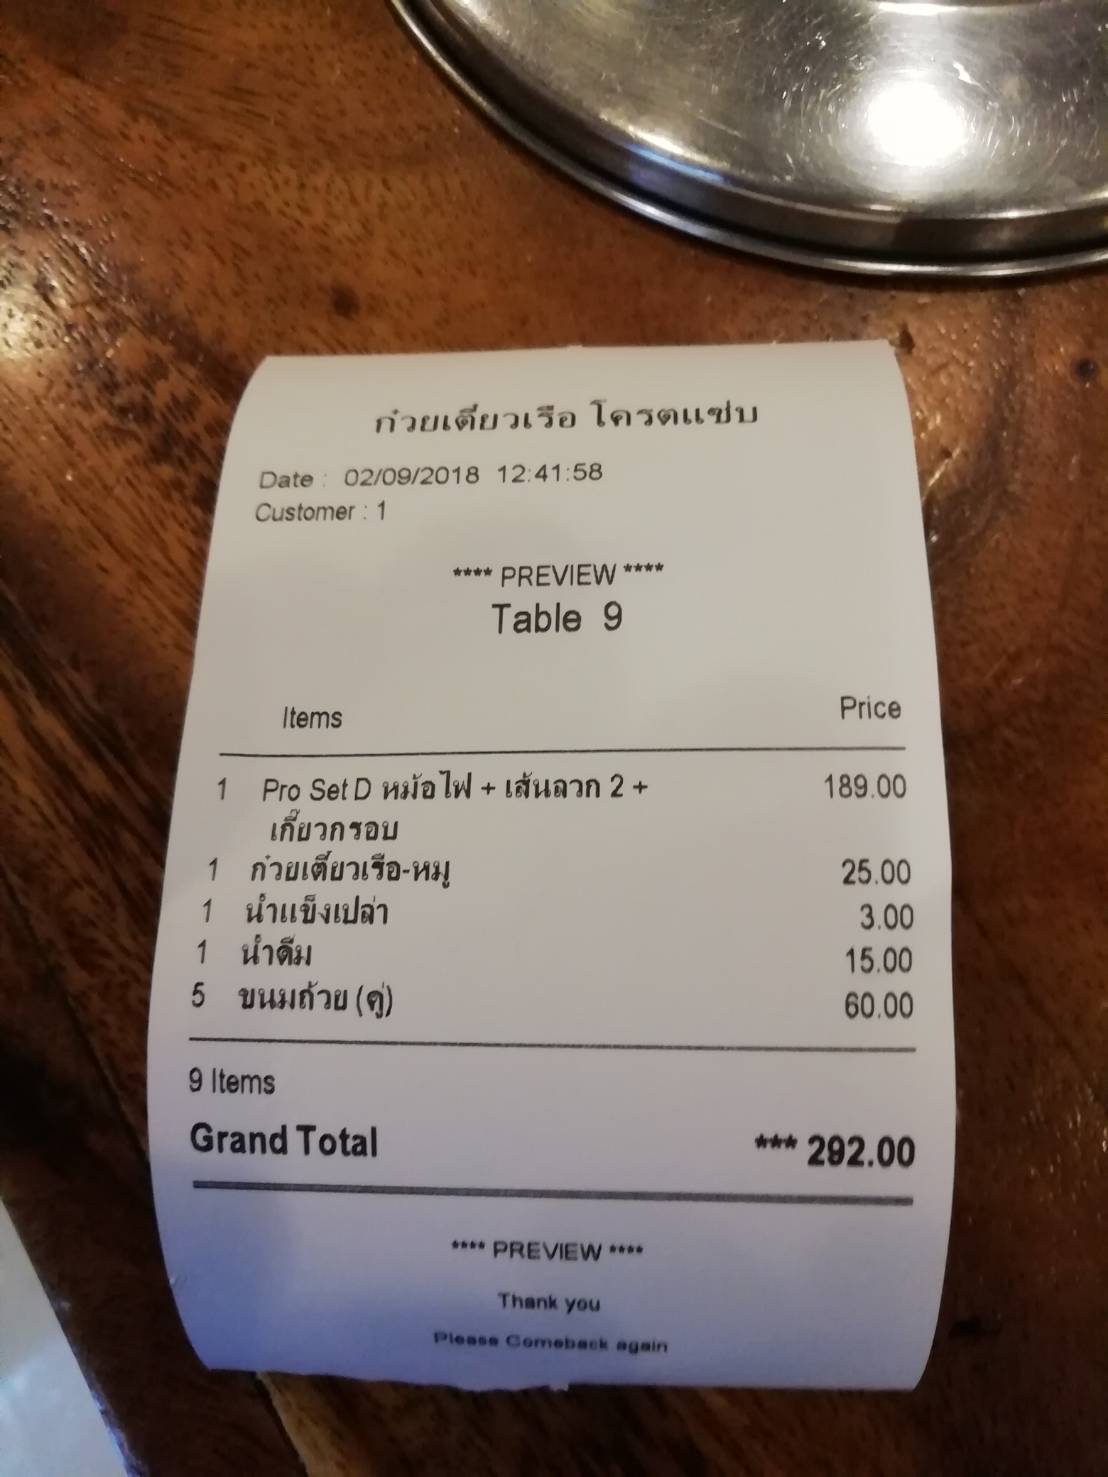 ก๋วยเตี๋ยวเรือ โครตแซ่บ
Date : 02/09/2018 12:41:58
Customer : 1
**** PREVIEW ****
Table 9
Items Price
1 Pro Set D หม้อไฟ + เส้นลวก 2 + 189.00
เกี๊ยวกรอบ
1 ก๋วยเตี๋ยวเรือ-หมู 25.00
1 น้ำแข็งเปล่า 3.00
1 น้ำดื่ม 15.00
5 ขนมถ้วย (คู่) 60.00
9 Items
Grand Total *** 292.00
**** PREVIEW ****
Thank you
Please Comeback again